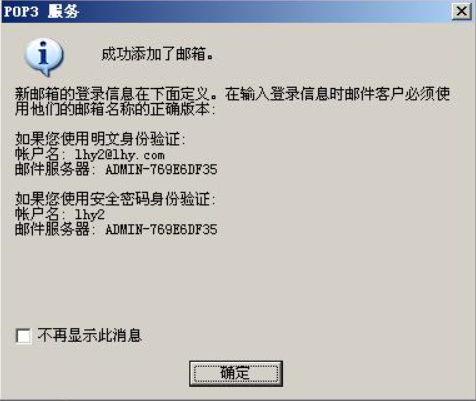 POP3 服务
成功添加了邮箱。
新邮箱的登录信息在下面定义。在输入登录信息时邮件客户必须使
用他们的邮箱名称的正确版本:
如果您使用明文身份验证:
帐户名: lhy2@lhy.com
邮件服务器: ADMIN-769E6DF35
如果您使用安全密码身份验证:
帐户名: lhy2
邮件服务器: ADMIN-769E6DF35
不再显示此消息
确定